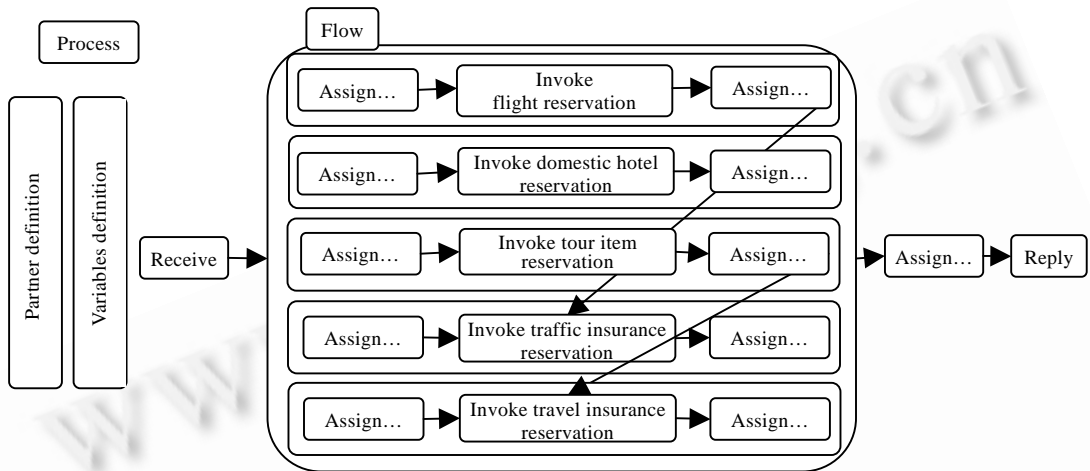 Process
Flow
Partner definition
Variables definition
Receive
Assign…
Invoke
flight reservation
Assign…
Assign…
Invoke domestic hotel
reservation
Assign…
Assign…
Invoke tour item
reservation
Assign…
Assign…
Invoke traffic insurance
reservation
Assign…
Assign…
Invoke travel insurance
reservation
Assign…
Assign…
Reply
www
.cn